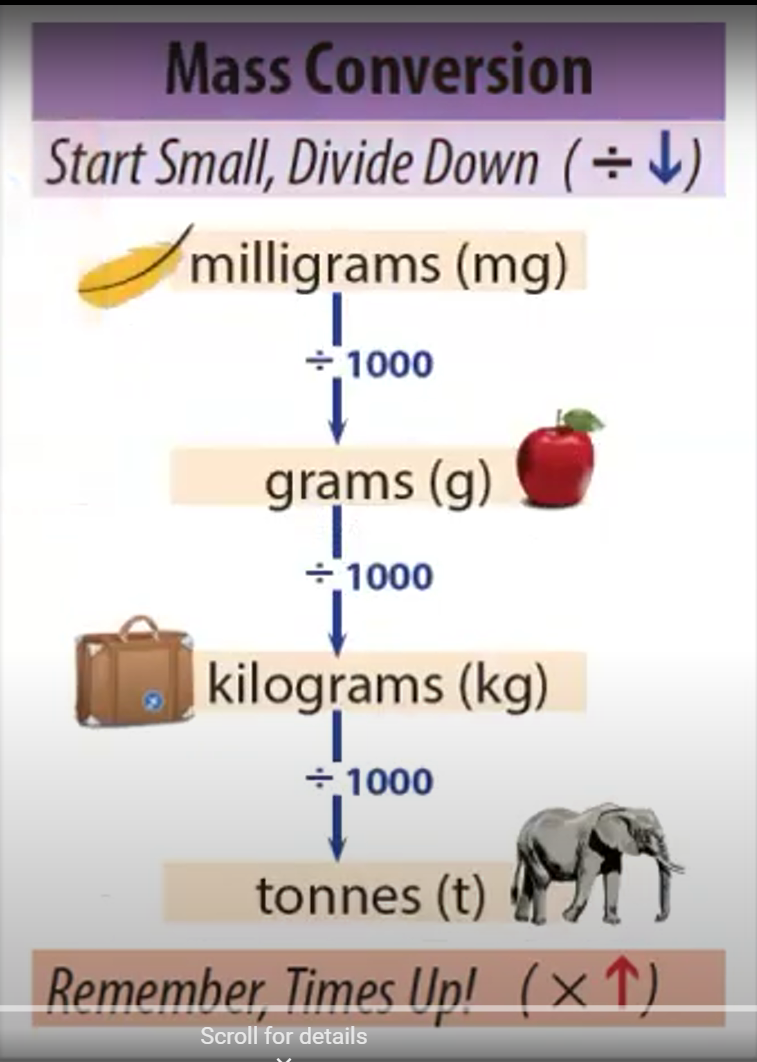 Mass Conversion
Start Small, Divide Down (÷↓)
milligrams (mg)
÷ 1000
grams (g)
÷ 1000
kilograms (kg)
÷ 1000
tonnes (t)
Remember, Times Up! (×↑)
Scroll for details